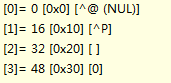 [0]= 0 [0x0] [^@ (NUL)]
[1]= 16 [0x10] [^P]
[2]= 32 [0x20] [ ]
[3]= 48 [0x30] [0]